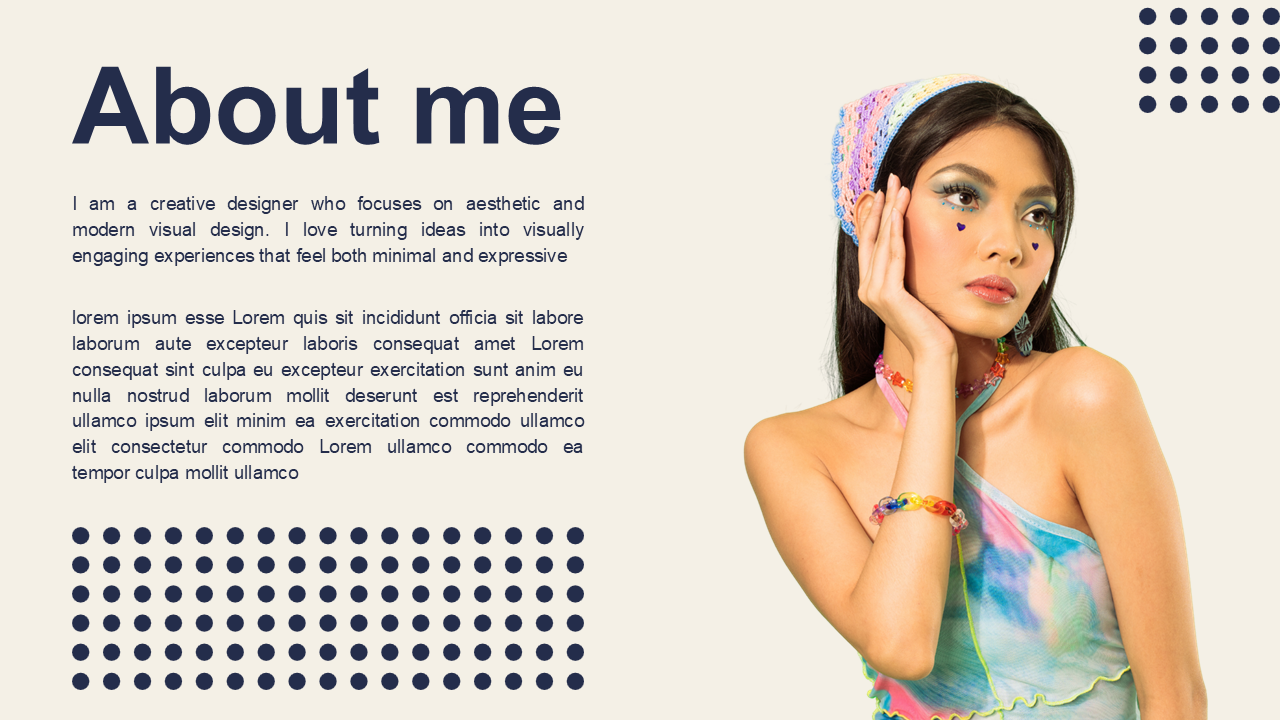 About me
I am a creative designer who focuses on aesthetic and
modern visual design. I love turning ideas into visually
engaging experiences that feel both minimal and expressive
lorem ipsum esse Lorem quis sit incididunt officia sit labore
laborum aute excepteur laboris consequat amet Lorem
consequat sint culpa eu excepteur exercitation sunt anim eu
nulla nostrud laborum mollit deserunt est reprehenderit
ullamco ipsum elit minim ea exercitation commodo ullamco
elit consectetur commodo Lorem ullamco commodo ea
tempor culpa mollit ullamco